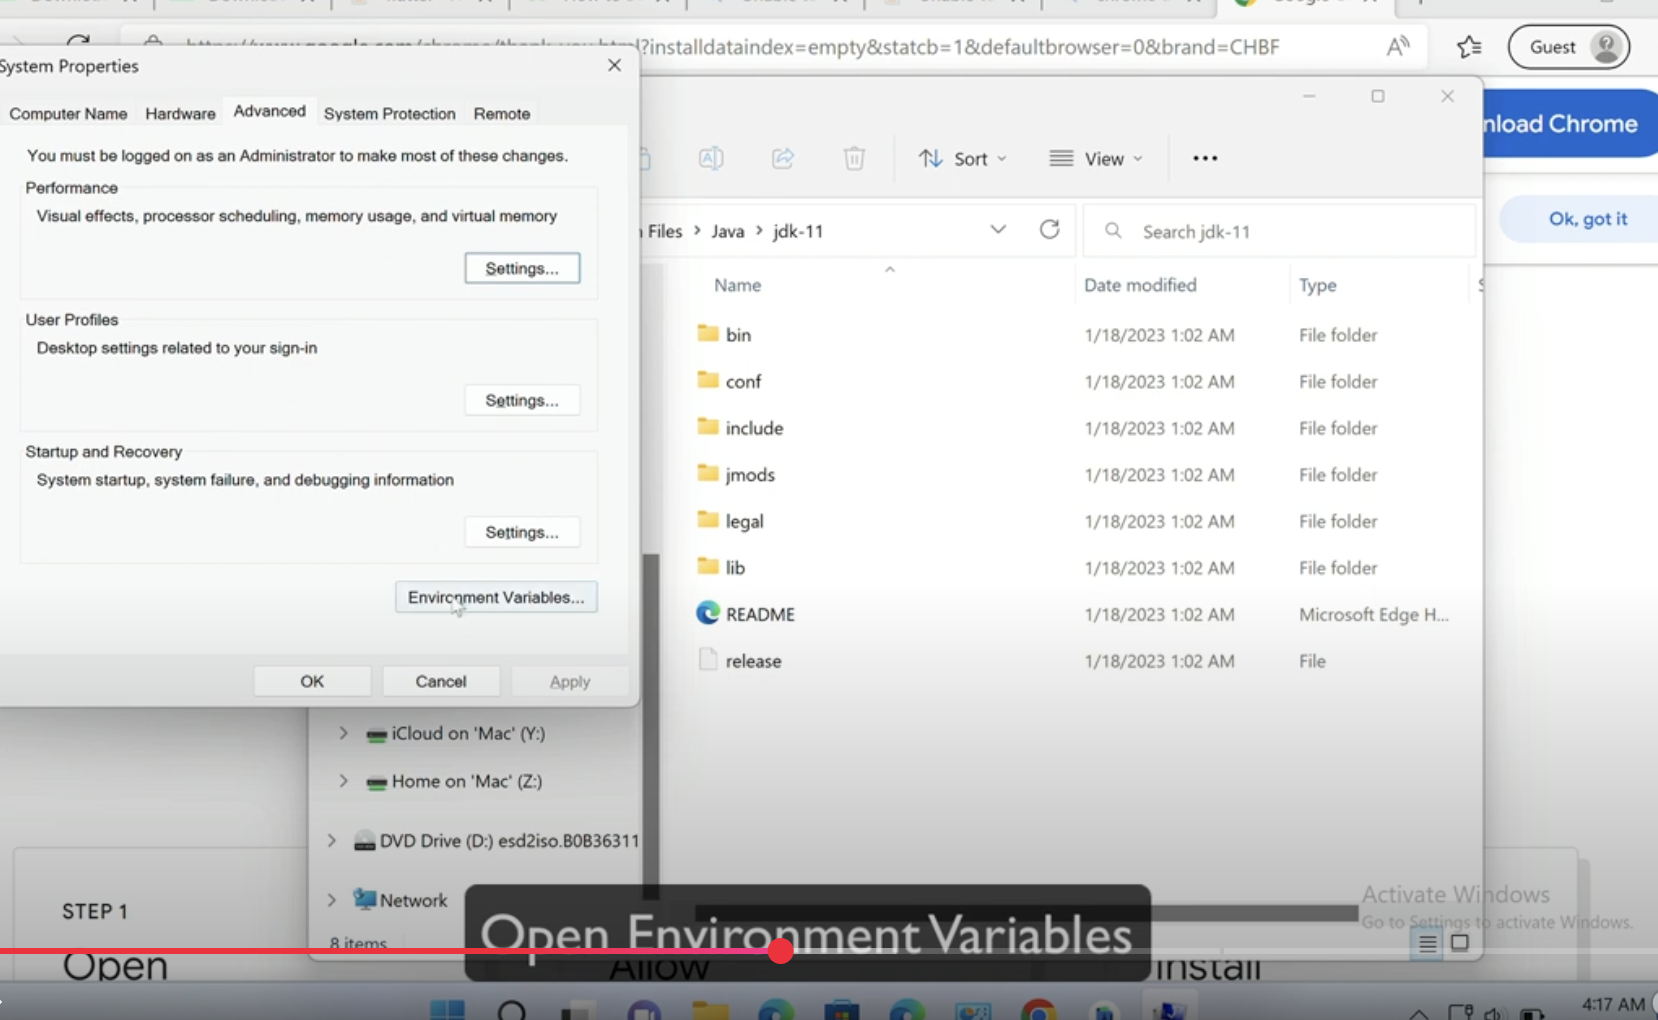 https://www.google.com/chrome/thank-you.html?installdataindex=empty&statcb=1&defaultbrowser=0&brand=CHBF
Guest
System Properties
Computer Name
Hardware
Advanced
System Protection
Remote
nload Chrome
You must be logged on as an Administrator to make most of these changes.
Sort
View
Performance
Visual effects, processor scheduling, memory usage, and virtual memory
Files > Java > jdk-11
Search jdk-11
Ok, got it
Settings...
Name
Date modified
Type
User Profiles
Desktop settings related to your sign-in
Settings...
bin 1/18/2023 1:02 AM File folder
conf 1/18/2023 1:02 AM File folder
include 1/18/2023 1:02 AM File folder
jmods 1/18/2023 1:02 AM File folder
legal 1/18/2023 1:02 AM File folder
lib 1/18/2023 1:02 AM File folder
README 1/18/2023 1:02 AM Microsoft Edge H...
release 1/18/2023 1:02 AM File
Startup and Recovery
System startup, system failure, and debugging information
Settings...
Environment Variables...
OK
Cancel
Apply
iCloud on 'Mac' (Y:)
Home on 'Mac' (Z:)
DVD Drive (D:) esd2iso.B0B36311
Network
8 items
Activate Windows
Go to Settings to activate Windows.
STEP 1
Open
Open Environment Variables
Allow
Install
4:17 AM